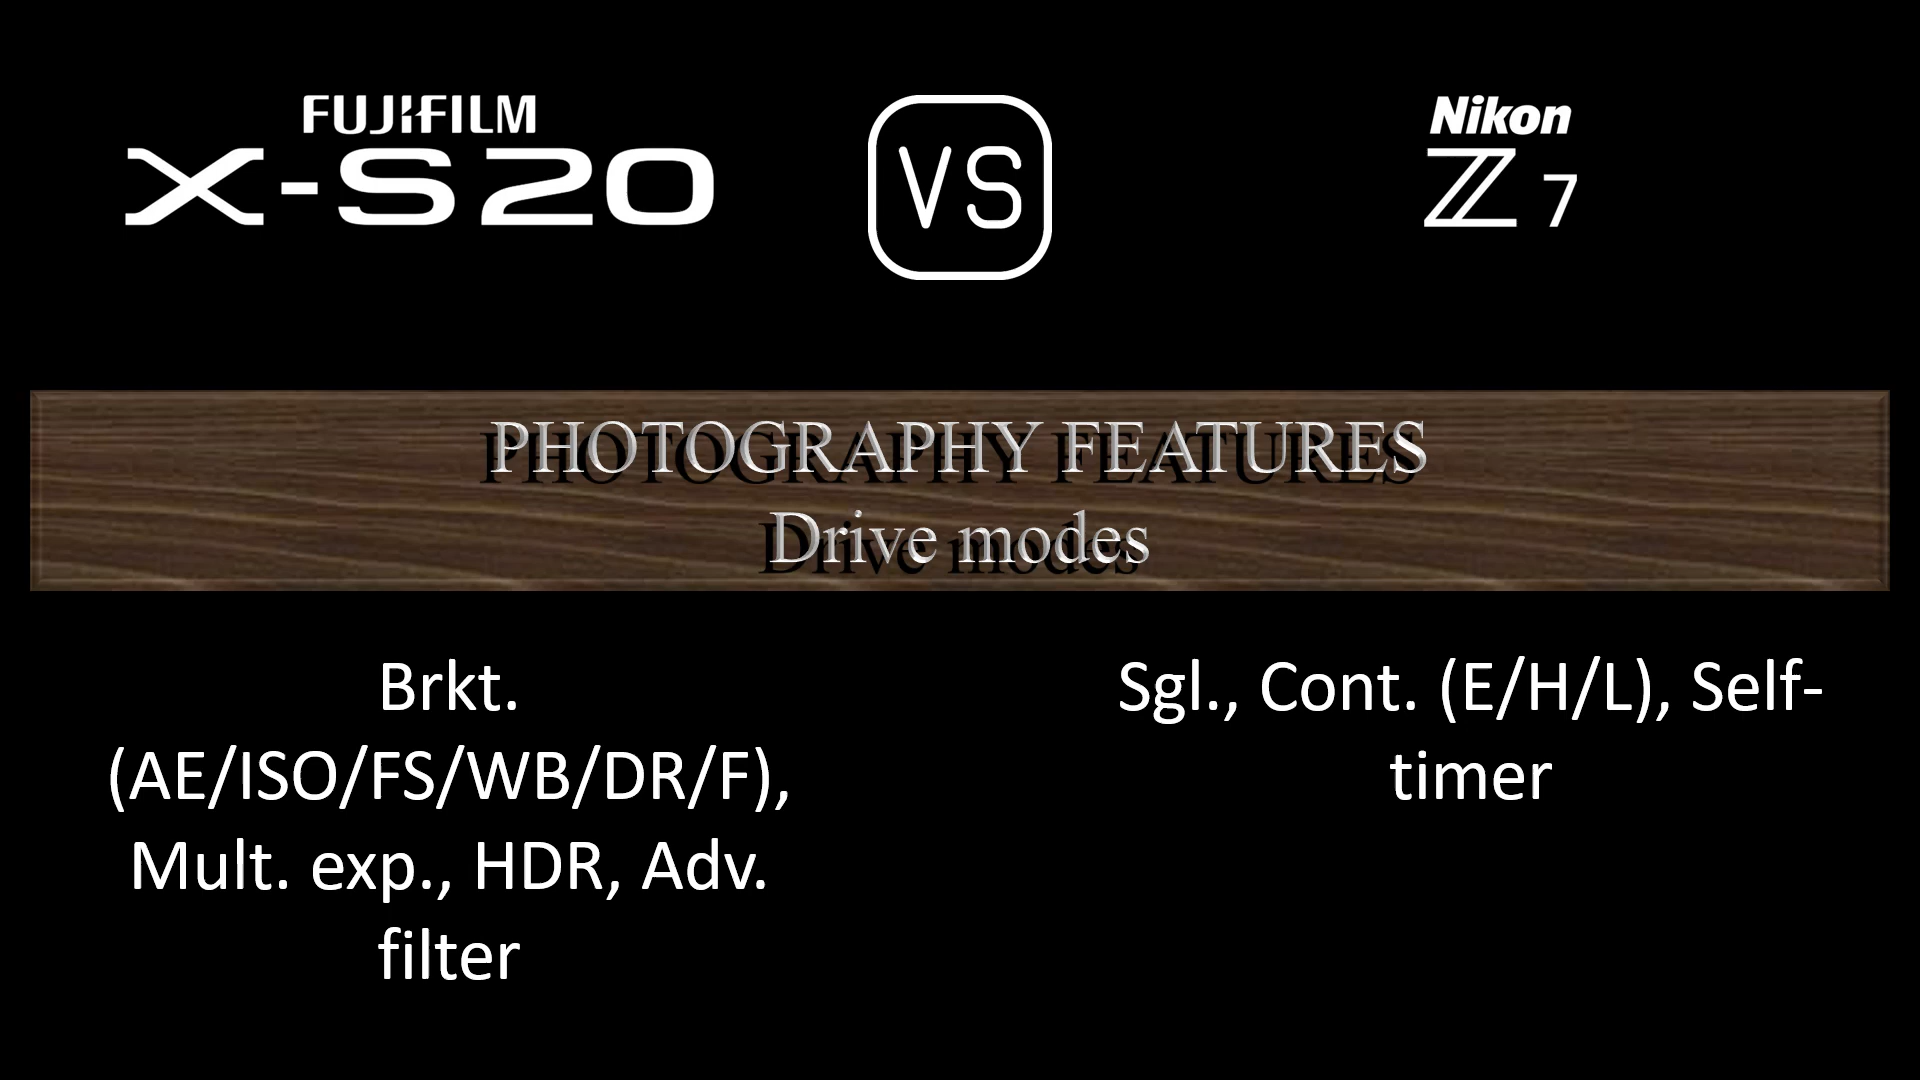 FUJIFILM
X-S20
VS
Nikon
Z 7
PHOTOGRAPHY FEATURES
Drive modes
Brkt.
(AE/ISO/FS/WB/DR/F),
Mult. exp., HDR, Adv.
filter
Sgl., Cont. (E/H/L), Self-
timer